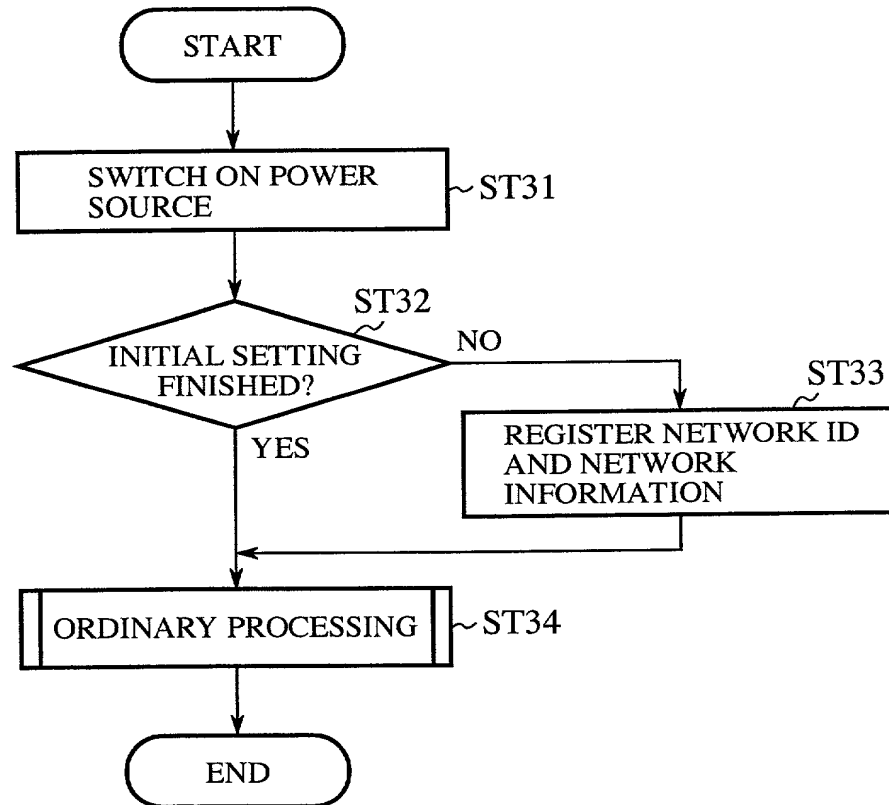 START
SWITCH ON POWER
SOURCE
ST31
ST32
INITIAL SETTING
FINISHED?
NO
YES
ST33
REGISTER NETWORK ID
AND NETWORK
INFORMATION
ORDINARY PROCESSING
ST34
END